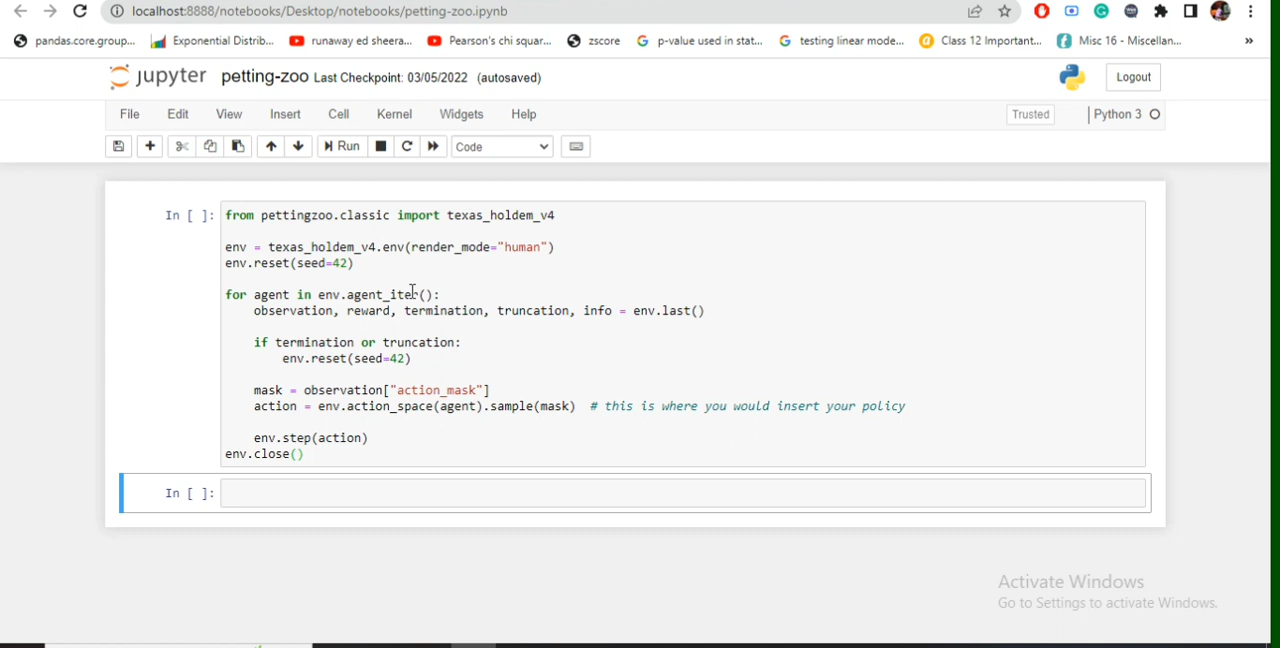 localhost:8888/notebooks/Desktop/notebooks/petting-zoo.ipynb
pandas.core.group... Exponential Distrib... runaway ed sheera... Pearson's chi squar... zscore p-value used in stat... testing linear mode... Class 12 Important... Misc 16 - Miscellan... »
jupyter petting-zoo Last Checkpoint: 03/05/2022 (autosaved) Logout
File Edit View Insert Cell Kernel Widgets Help Trusted Python 3
Run Code
In [ ]: from pettingzoo.classic import texas_holdem_v4
env = texas_holdem_v4.env(render_mode="human")
env.reset(seed=42)
for agent in env.agent_iter():
observation, reward, termination, truncation, info = env.last()
if termination or truncation:
env.reset(seed=42)
mask = observation["action_mask"]
action = env.action_space(agent).sample(mask) # this is where you would insert your policy
env.step(action)
env.close()
In [ ]:
Activate Windows
Go to Settings to activate Windows.